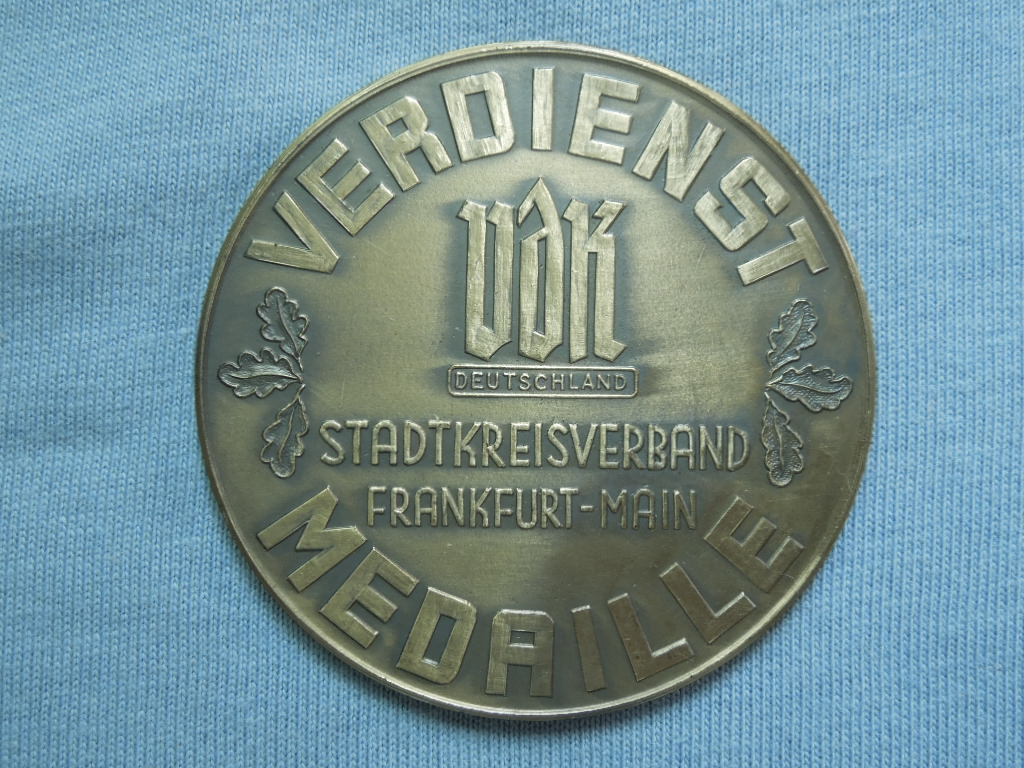 VERDIENST
VdK
DEUTSCHLAND
STADTKREISVERBAND
FRANKFURT-MAIN
MEDAILLE